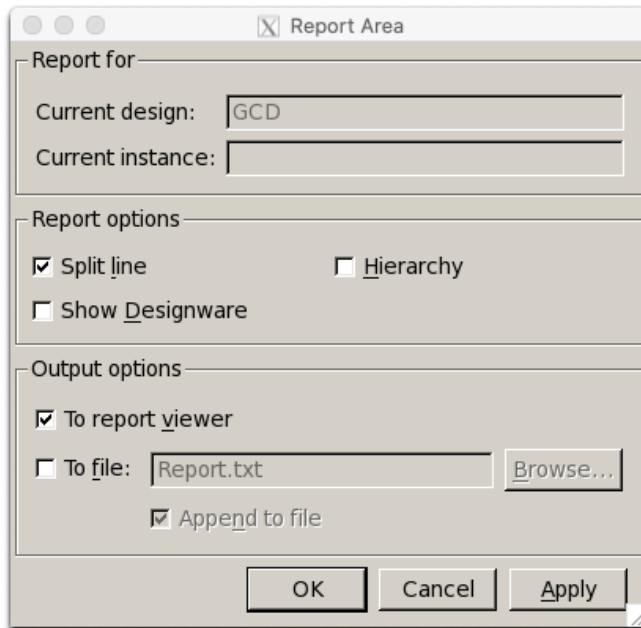 Report Area
Report for
Current design: GCD
Current instance:
Report options
Split line Hierarchy
Show Designware
Output options
To report viewer
To file: Report.txt Browse...
Append to file
OK Cancel Apply